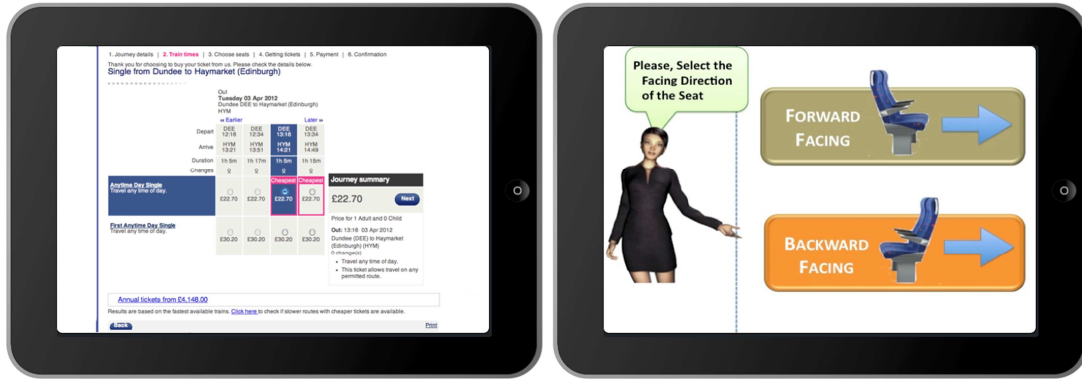 1. Journey details | 2. Train times | 3. Choose seats | 4. Getting tickets | 5. Payment | 6. Confirmation
Thank you for choosing to buy your ticket from us. Please check the details below.
Single from Dundee to Haymarket (Edinburgh)
Out
Tuesday 03 Apr 2012
Dundee DEE to Haymarket (Edinburgh)
HYM
« Earlier Later »
Depart DEE DEE DEE DEE
12:18 12:34 13:18 13:34
Arrive HYM HYM HYM HYM
13:21 13:51 14:21 14:49
Duration 1h 17m 1h 15m
Changes 0 0 0 0
Cheapest Cheapest
Anytime Day Single
Travel any time of day.
£22.70 £22.70 £22.70 £22.70
First Anytime Day Single
Travel any time of day.
£30.20 £30.20 £30.20 £30.20
Journey summary
£22.70 Next
Price for 1 Adult and 0 Child
Out: 13:18 03 Apr 2012
Dundee (DEE) to Haymarket
(Edinburgh) (HYM)
0 change(s)
• Travel any time of day.
• This ticket allows travel on any
permitted route.
Annual tickets from £4,148.00
Results are based on the fastest available trains. Click here to check if slower routes with cheaper tickets are available.
Back Print
Please, Select the
Facing Direction
of the Seat
FORWARD
FACING
BACKWARD
FACING